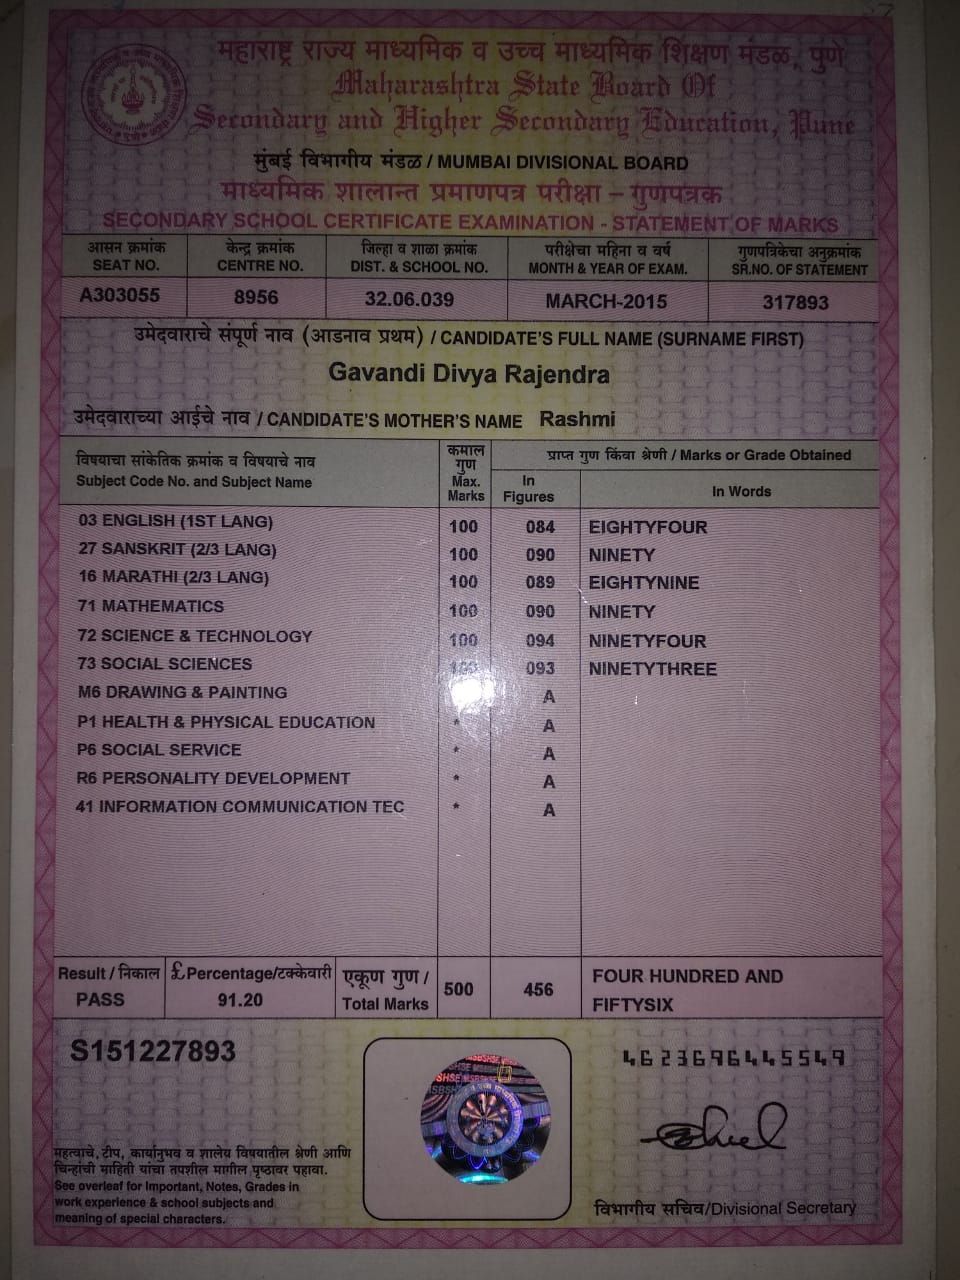 महाराष्ट्र राज्य माध्यमिक व उच्च माध्यमिक शिक्षण मंडळ, पुणे
Maharashtra State Board Of
Secondary and Higher Secondary Education, Pune
मुंबई विभागीय मंडळ / MUMBAI DIVISIONAL BOARD
माध्यमिक शालान्त प्रमाणपत्र परीक्षा – गुणपत्रक
SECONDARY SCHOOL CERTIFICATE EXAMINATION - STATEMENT OF MARKS
आसन क्रमांक केन्द्र क्रमांक जिल्हा व शाळा क्रमांक परीक्षेचा महिना व वर्ष गुणपत्रिकेचा अनुक्रमांक
SEAT NO. CENTRE NO. DIST. & SCHOOL NO. MONTH & YEAR OF EXAM. SR.NO. OF STATEMENT
A303055 8956 32.06.039 MARCH-2015 317893
उमेदवाराचे संपूर्ण नाव (आडनाव प्रथम) / CANDIDATE'S FULL NAME (SURNAME FIRST)
Gavandi Divya Rajendra
उमेदवाराच्या आईचे नाव / CANDIDATE'S MOTHER'S NAME Rashmi
विषयाचा सांकेतिक क्रमांक व विषयाचे नाव
Subject Code No. and Subject Name
कमाल
गुण
Max.
Marks
प्राप्त गुण किंवा श्रेणी / Marks or Grade Obtained
In
Figures
In Words
03 ENGLISH (1ST LANG) 100 084 EIGHTYFOUR
27 SANSKRIT (2/3 LANG) 100 090 NINETY
16 MARATHI (2/3 LANG) 100 089 EIGHTYNINE
71 MATHEMATICS 100 090 NINETY
72 SCIENCE & TECHNOLOGY 100 094 NINETYFOUR
73 SOCIAL SCIENCES 100 093 NINETYTHREE
M6 DRAWING & PAINTING A
P1 HEALTH & PHYSICAL EDUCATION * A
P6 SOCIAL SERVICE * A
R6 PERSONALITY DEVELOPMENT * A
41 INFORMATION COMMUNICATION TEC * A
Result / निकाल £Percentage/टक्केवारी एकूण गुण / 500 456 FOUR HUNDRED AND
PASS 91.20 Total Marks FIFTYSIX
S151227893
4623696445549
महत्वाचे, टीप, कार्यानुभव व शालेय विषयातील श्रेणी आणि
चिन्हांची माहिती यांचा तपशील मागील पृष्ठावर पहावा.
See overleaf for Important, Notes, Grades in
work experience & school subjects and
meaning of special characters.
विभागीय सचिव/Divisional Secretary